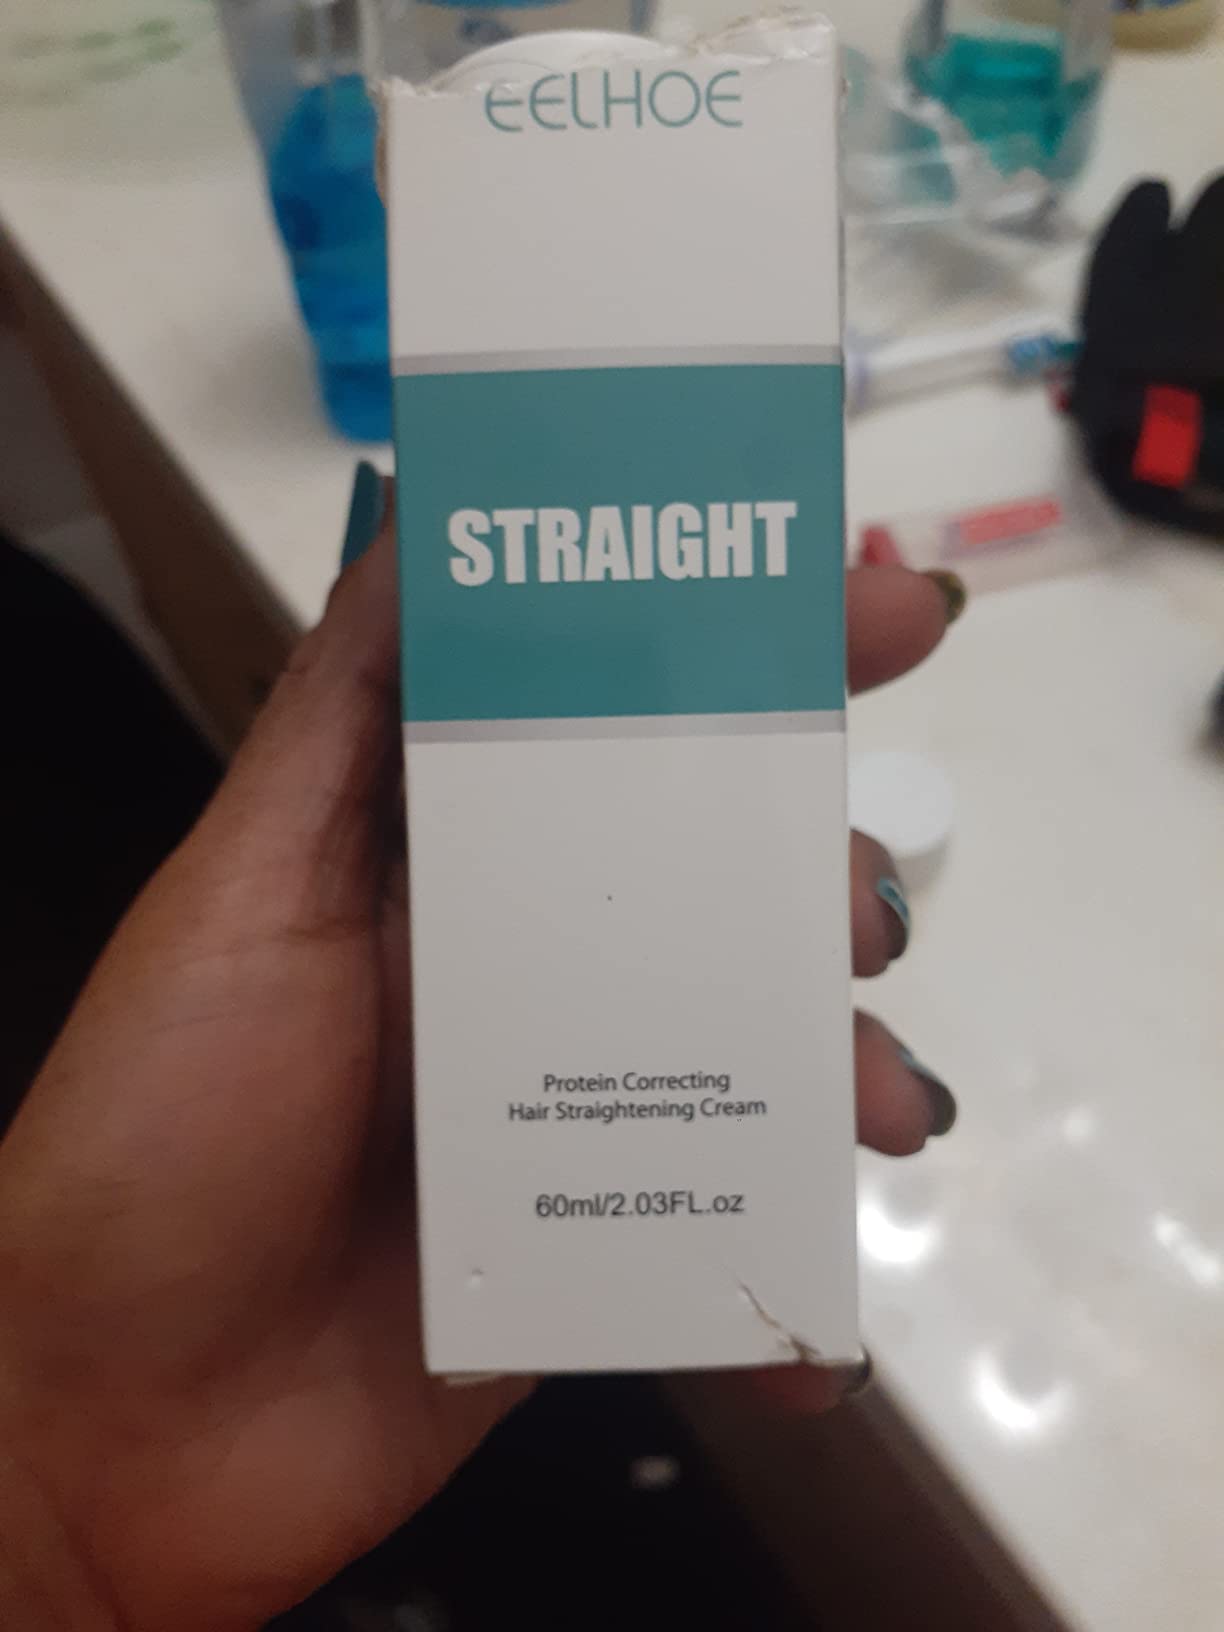 EELHOE
STRAIGHT
Protein Correcting
Hair Straightening Cream
60ml/2.03FL.oz